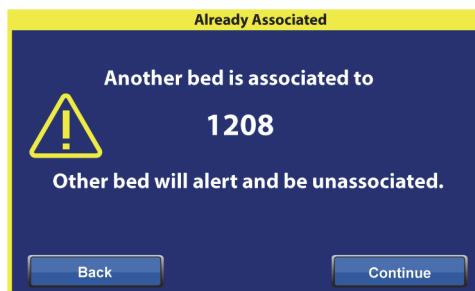 Already Associated
Another bed is associated to
1208
Other bed will alert and be unassociated.
Back
Continue